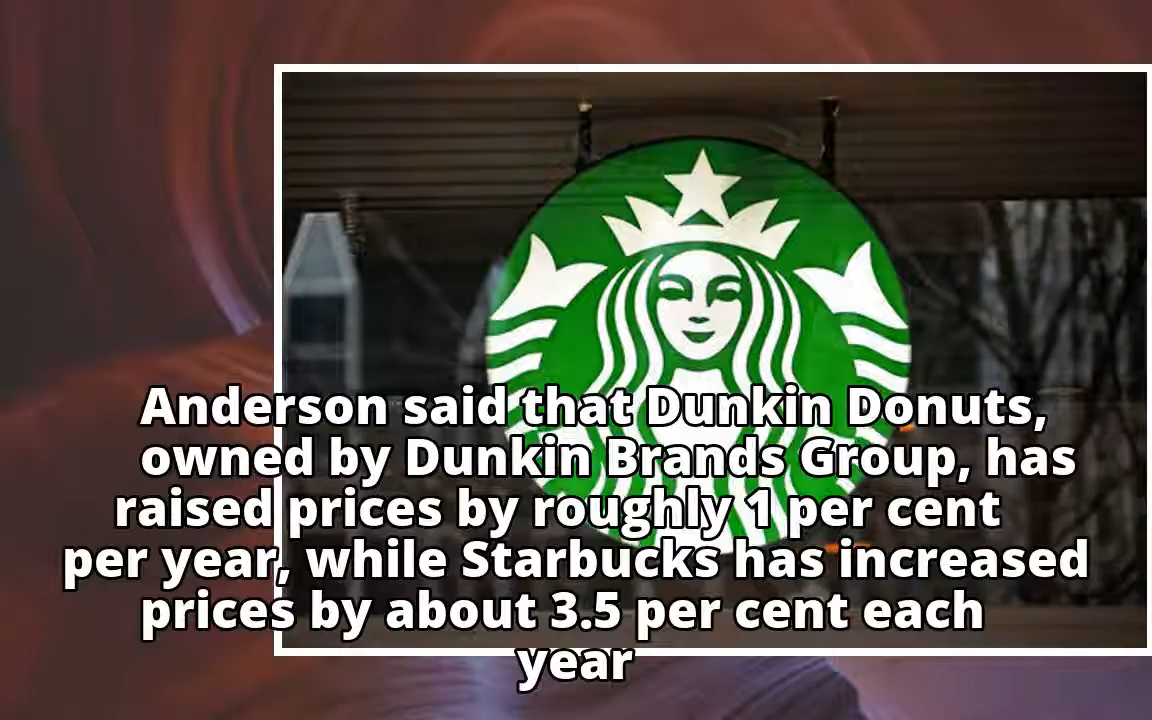 Anderson said that Dunkin Donuts,
owned by Dunkin Brands Group, has
raised prices by roughly 1 per cent
per year, while Starbucks has increased
prices by about 3.5 per cent each
year